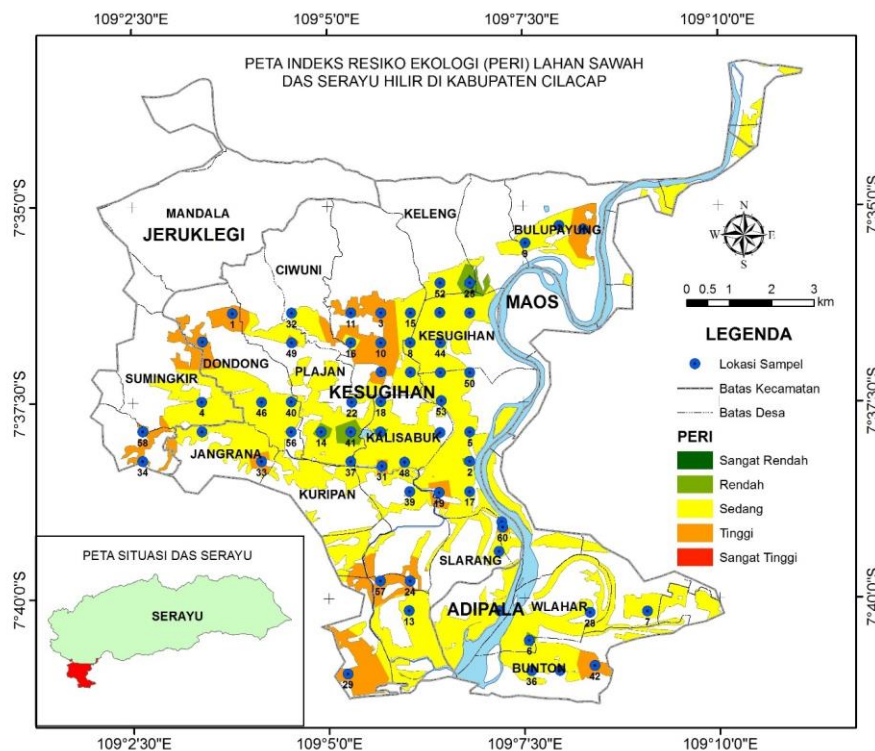 109°2'30"E 109°5'0"E 109°7'30"E 109°10'0"E
PETA INDEKS RESIKO EKOLOGI (PERI) LAHAN SAWAH
DAS SERAYU HILIR DI KABUPATEN CILACAP
7°35'0"S 7°35'0"S
MANDALA
JERUKLEGI
KELENG
BULUPAYUNG
N
W E
S
9
CIWUNI
52 25
MAOS
0 0.5 1 2 3
km
1 32 11 3 15
KESUGIHAN
LEGENDA
49 16 10 8 44
Lokasi Sampel
DONDONG
PLAJAN
SUMINGKIR
50
Batas Kecamatan
KESUGIHAN
7°37'30"S 7°37'30"S
4 46 40 22 18 53
Batas Desa
58 56 14 41
KALISABUK
5
PERI
Sangat Rendah
JANGRANA
34 33 37 31 48 2
Rendah
KURIPAN
39 19 17
Sedang
60
Tinggi
SLARANG
Sangat Tinggi
PETA SITUASI DAS SERAYU
57 24
7°40'0"S 7°40'0"S
SERAYU
13
ADIPALA
WLAHAR
28 7
6
BUNTON
29 36 42
109°2'30"E 109°5'0"E 109°7'30"E 109°10'0"E